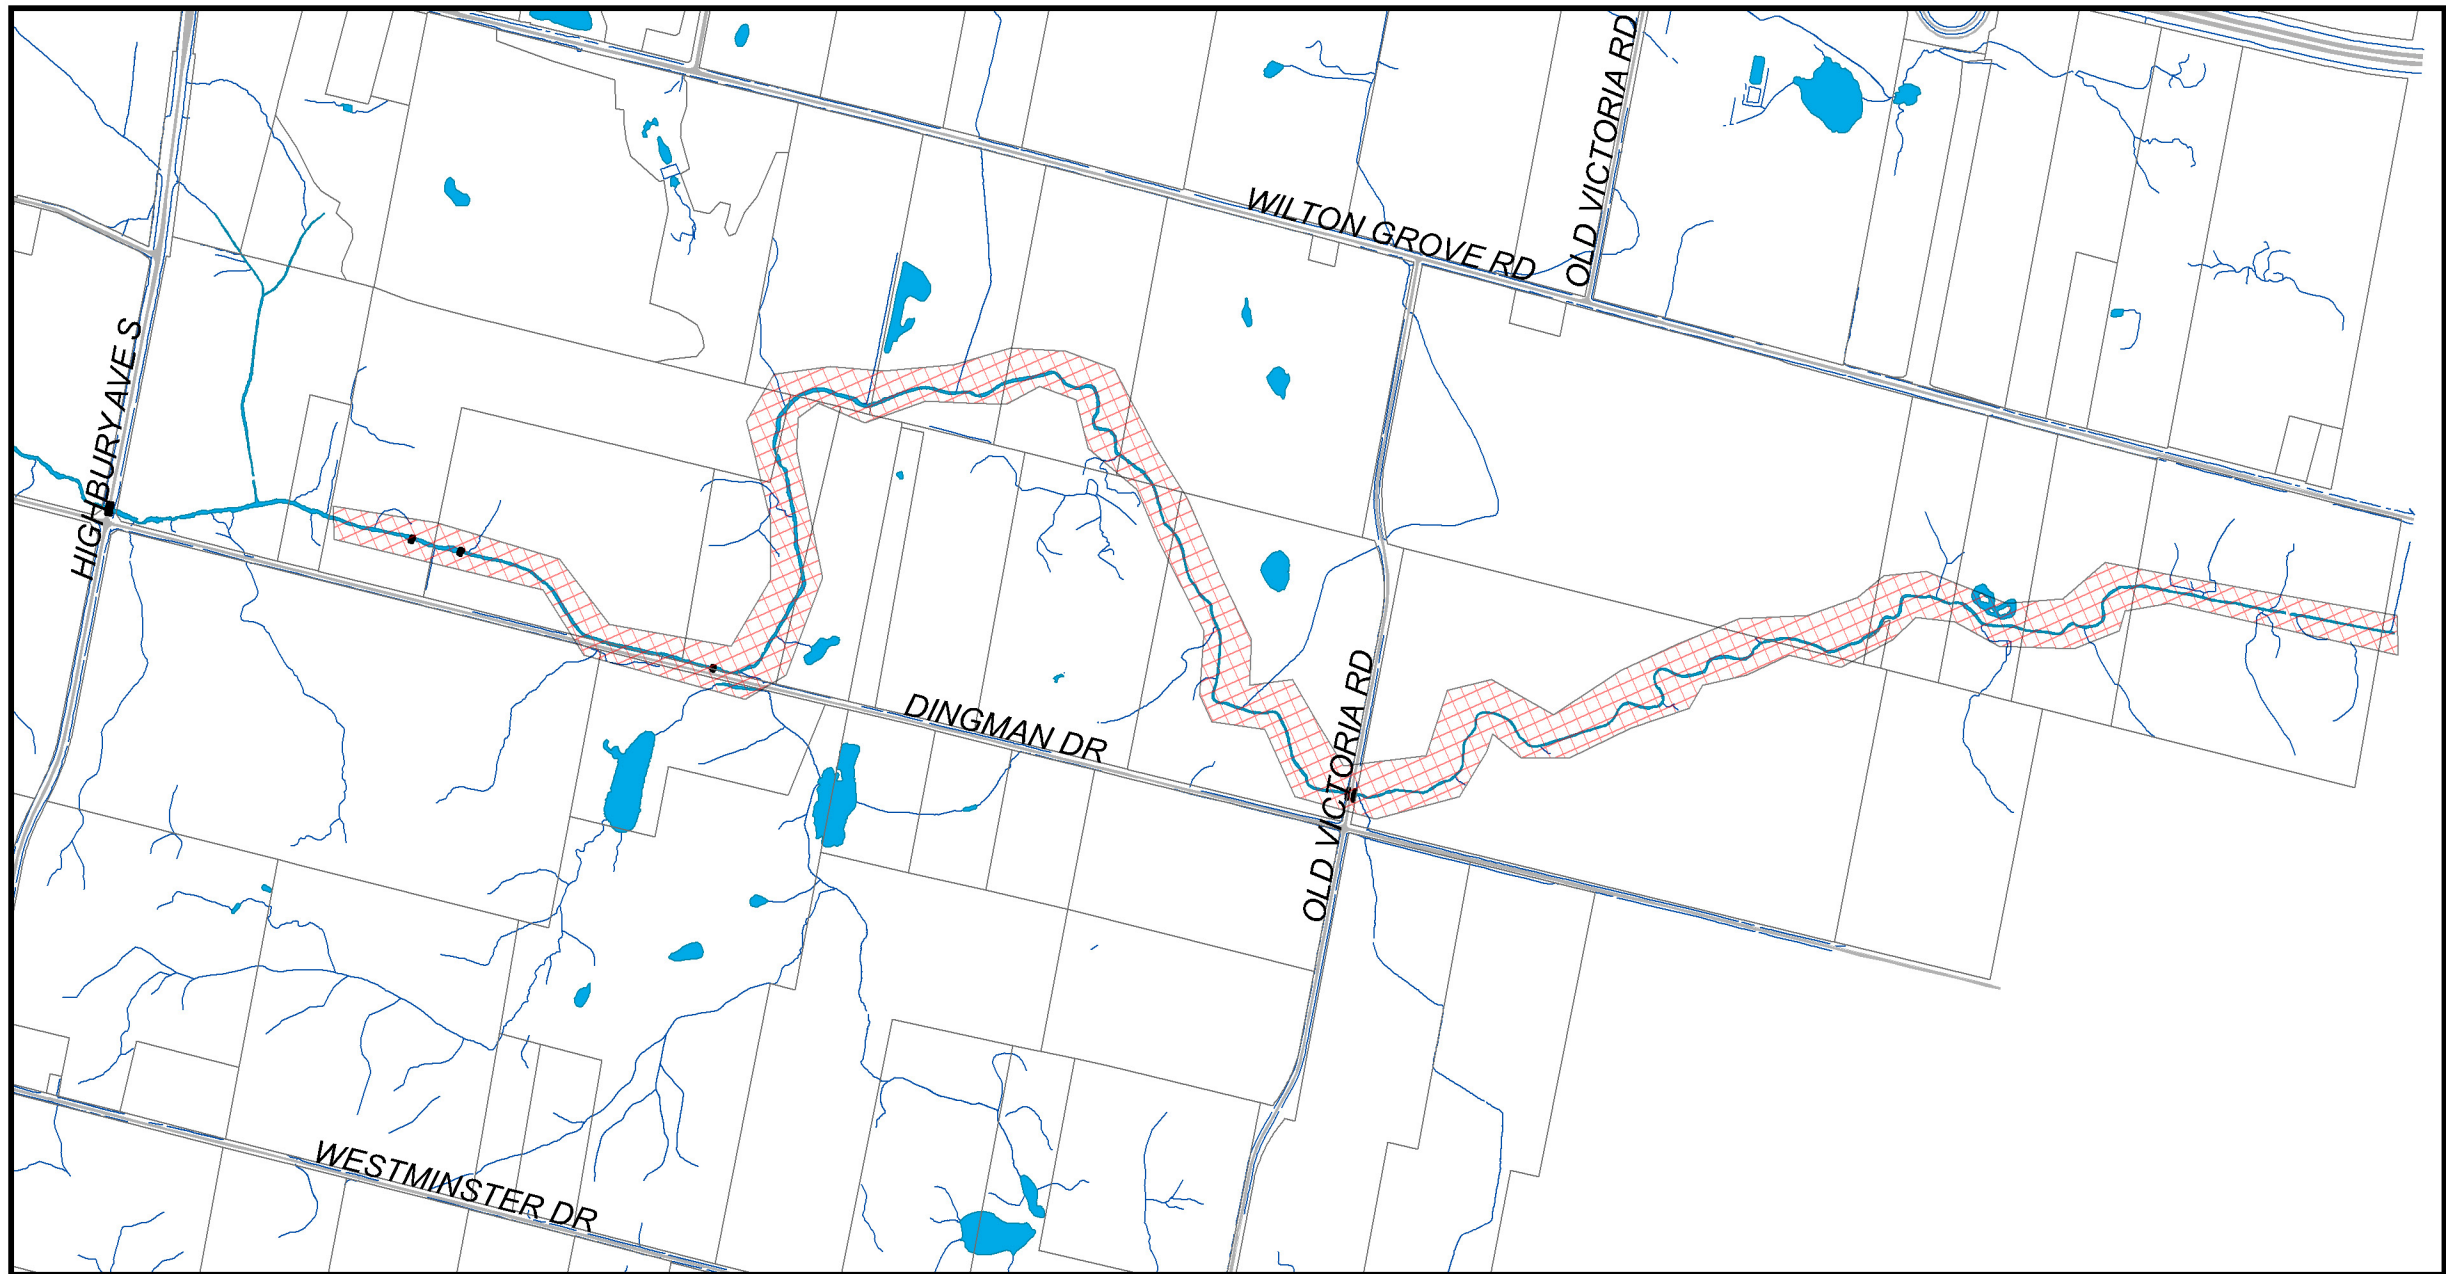 OLD VICTORIA RD
WILTON GROVE RD
HIGHBURY AVE S
DINGMAN DR
OLD VICTORIA RD
WESTMINSTER DR